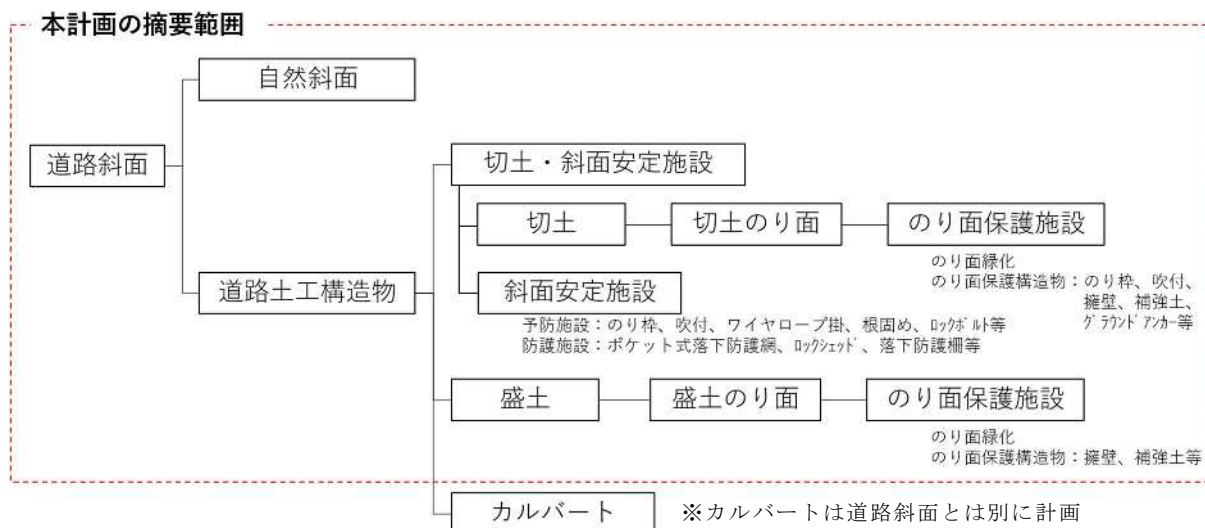 本計画の摘要範囲
自然斜面
道路斜面
切土・斜面安定施設
切土
切土のり面
のり面保護施設
のり面緑化
のり面保護構造物：のり枠、吹付、
擁壁、補強土、
グラウンドアンカー等
道路土工構造物
斜面安定施設
予防施設：のり枠、吹付、ワイヤロープ掛、根固め、ロックボルト等
防護施設：ポケット式落下防護網、ロックシェッド、落下防護柵等
盛土
盛土のり面
のり面保護施設
のり面緑化
のり面保護構造物：擁壁、補強土等
カルバート
※カルバートは道路斜面とは別に計画